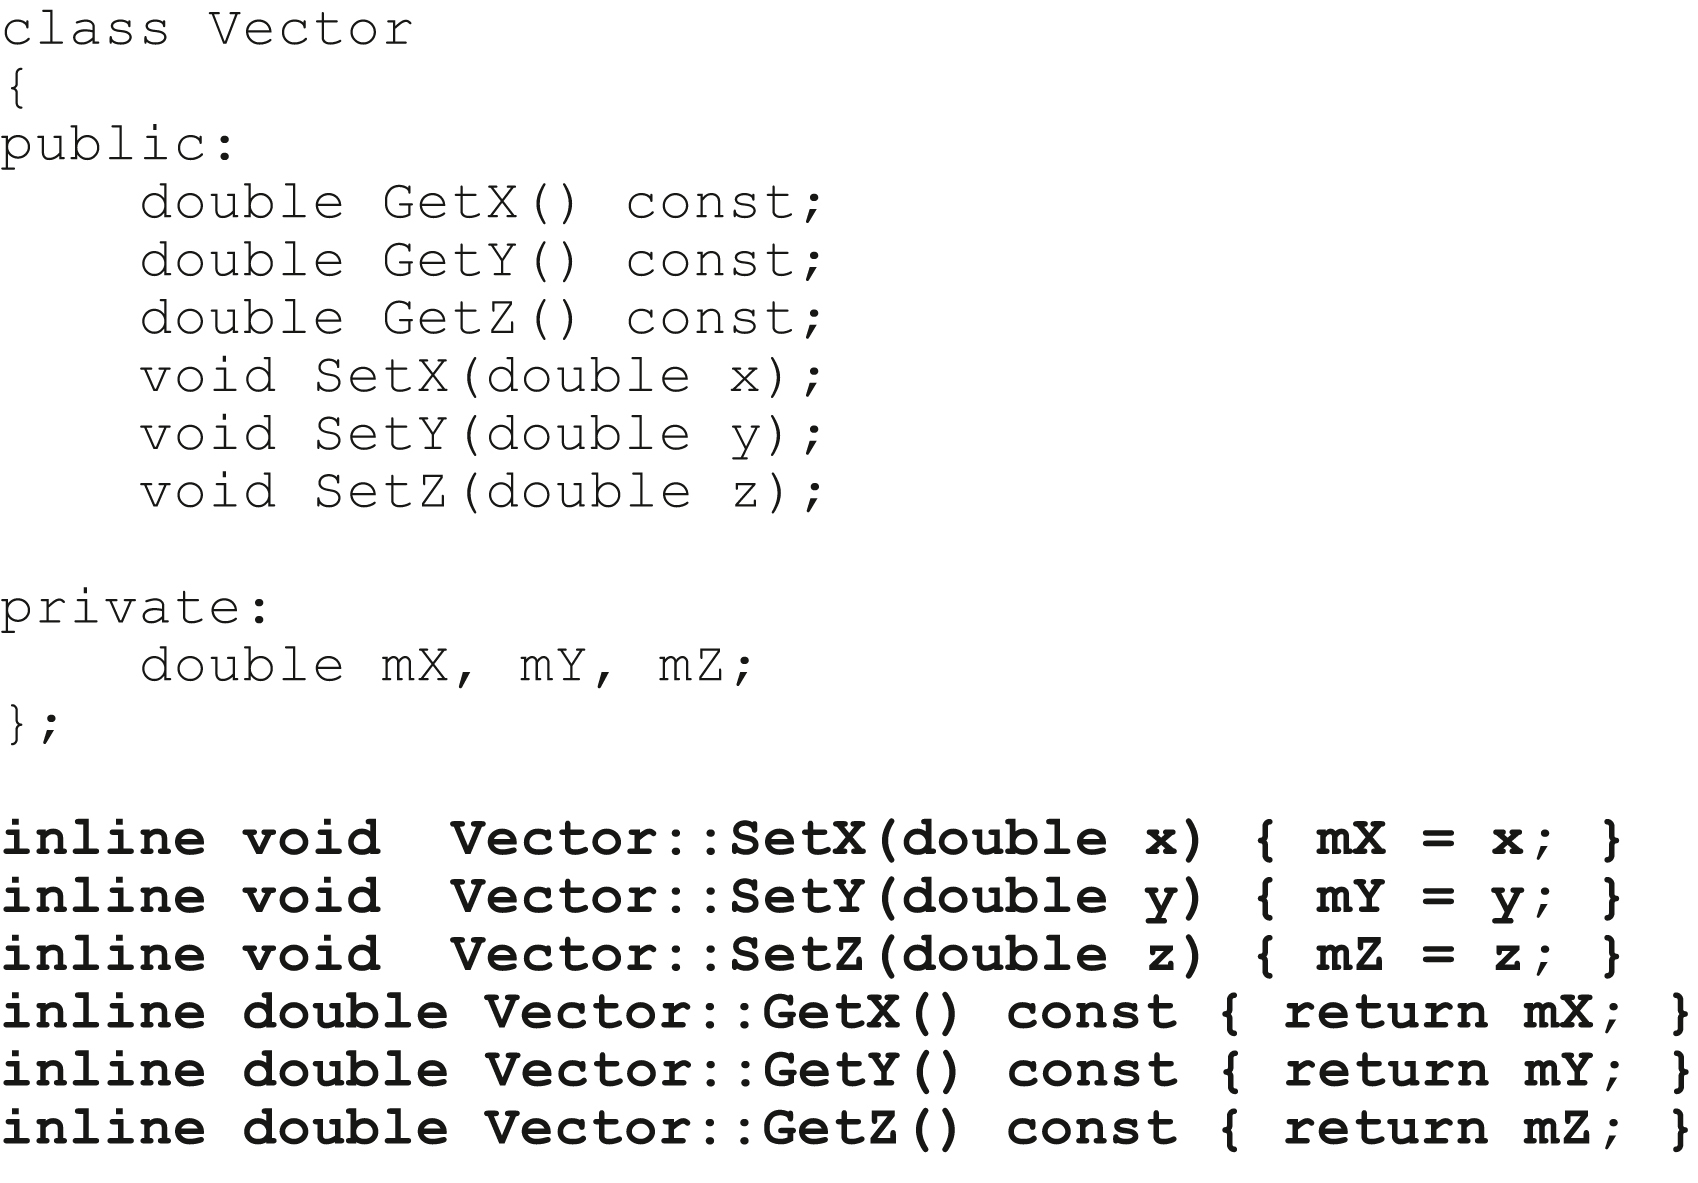 class Vector
{
public:
    double GetX() const;
    double GetY() const;
    double GetZ() const;
    void SetX(double x);
    void SetY(double y);
    void SetZ(double z);

private:
    double mX, mY, mZ;
};

inline void  Vector::SetX(double x) { mX = x; }
inline void  Vector::SetY(double y) { mY = y; }
inline void  Vector::SetZ(double z) { mZ = z; }
inline double Vector::GetX() const { return mX; }
inline double Vector::GetY() const { return mY; }
inline double Vector::GetZ() const { return mZ; }